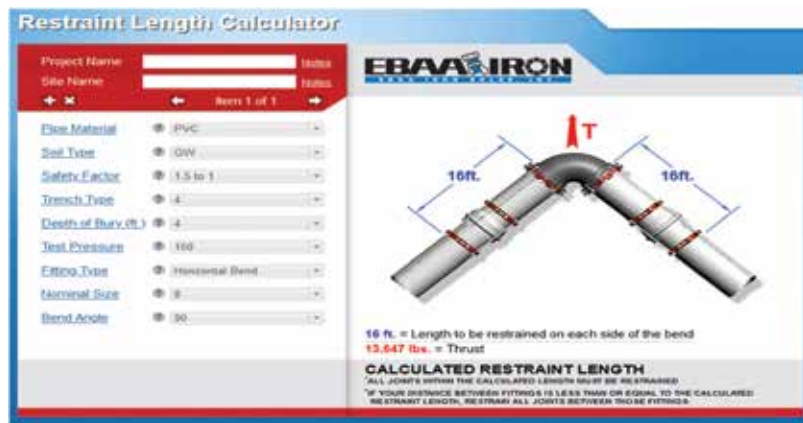 Restraint Length Calculator
Project Name Notes
Site Name Notes
Item 1 of 1
EBAA IRON
EBAA IRON SALES, INC.
Pipe Material PVC
Soil Type GW
Safety Factor 1.5 to 1
Trench Type 4
Depth of Bury (ft.) 4
Test Pressure 150
Fitting Type Horizontal Bend
Nominal Size 8
Bend Angle 90
T
16ft. 16ft.
16 ft. = Length to be restrained on each side of the bend
13,647 lbs. = Thrust
CALCULATED RESTRAINT LENGTH
*ALL JOINTS WITHIN THE CALCULATED LENGTH MUST BE RESTRAINED
*IF YOUR DISTANCE BETWEEN FITTINGS IS LESS THAN OR EQUAL TO THE CALCULATED
RESTRAINT LENGTH, RESTRAIN ALL JOINTS BETWEEN THOSE FITTINGS